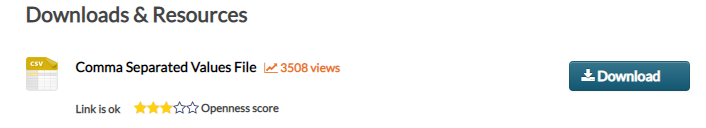 Downloads & Resources
CSV
Comma Separated Values File 3508 views
Download
Link is ok Openness score